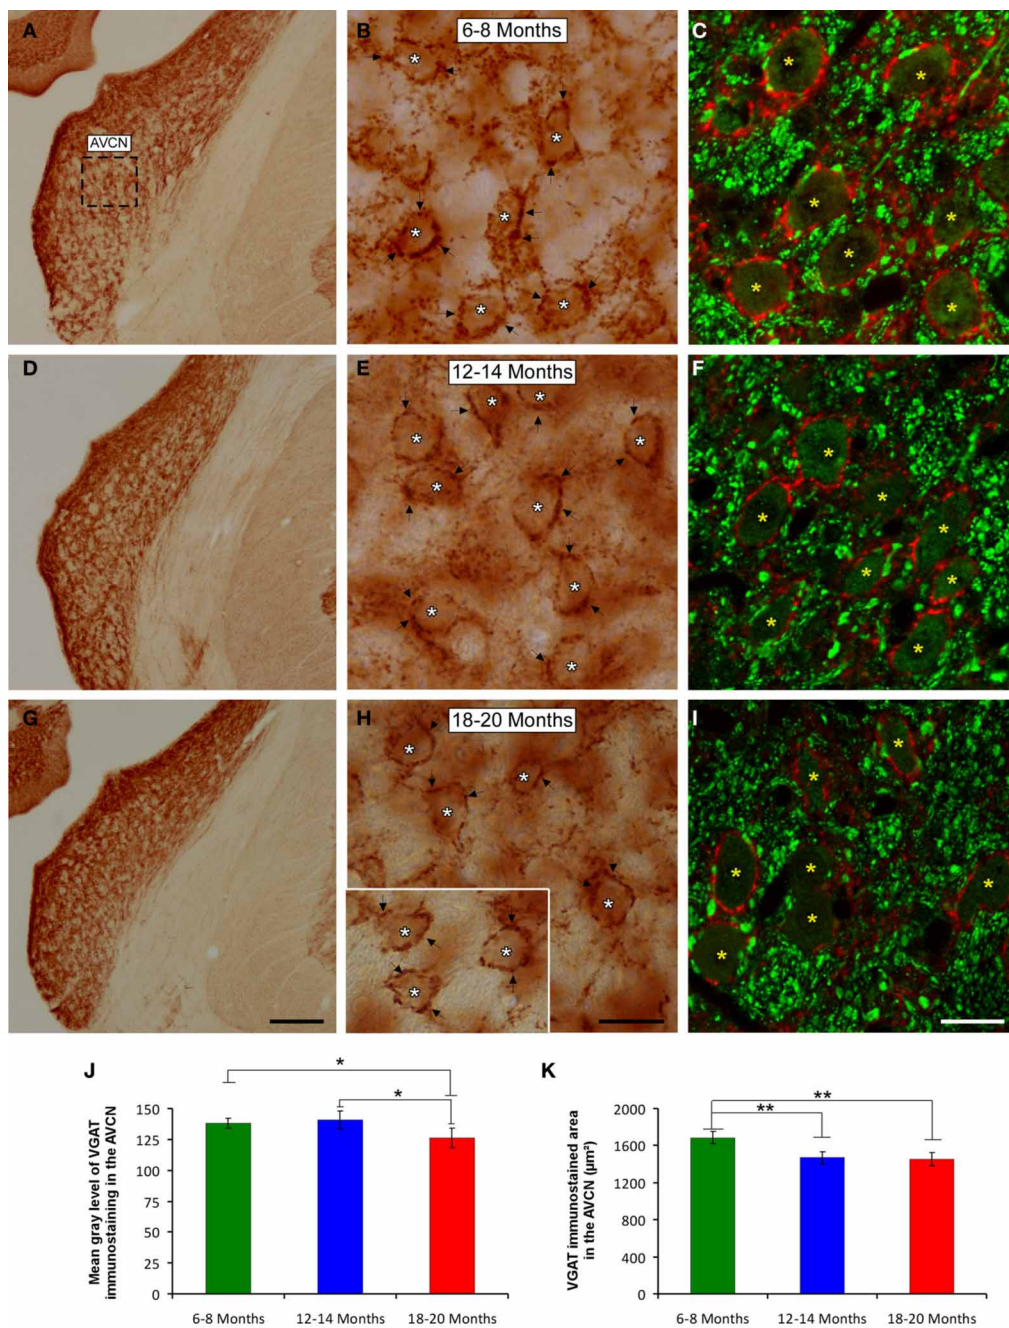 A
B
6-8 Months
C
AVCN
* * * * * *
* * * * * * *
D
E
12-14 Months
F
* * * * * * * * *
* * * * * * * *
G
H
18-20 Months
I
* * * * * * * *
* * * * * * *
J
*
*
Mean gray level of VGAT
immunostaining in the AVCN
150
125
100
75
50
25
0
6-8 Months
12-14 Months
18-20 Months
K
**
**
VGAT immunostained area
in the AVCN (µm²)
2000
1600
1200
800
400
0
6-8 Months
12-14 Months
18-20 Months